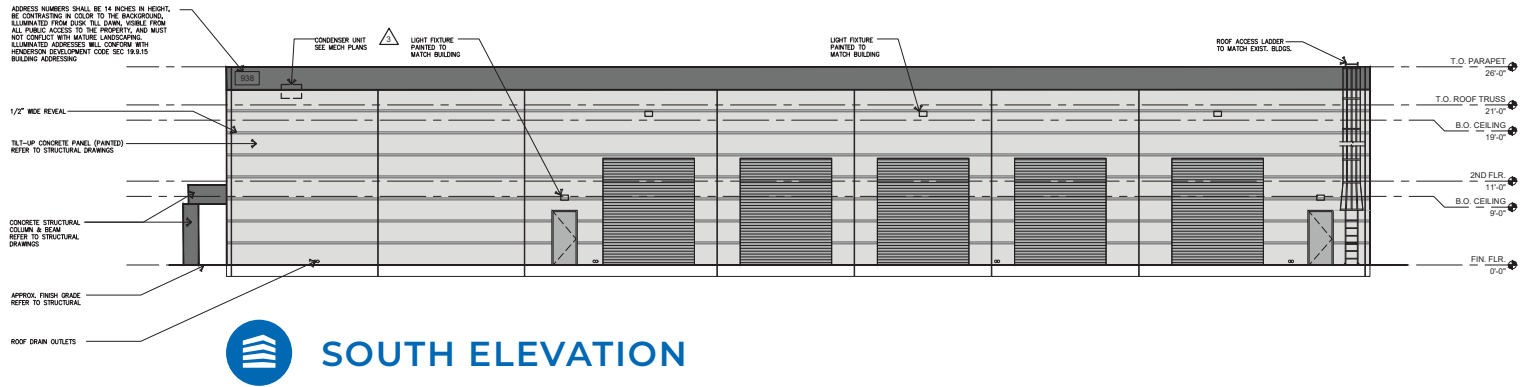 ADDRESS NUMBERS SHALL BE 14 INCHES IN HEIGHT,
BE CONTRASTING IN COLOR TO THE BACKGROUND,
ILLUMINATED FROM DUSK TILL DAWN, VISIBLE FROM
ALL PUBLIC ACCESS TO THE PROPERTY, AND MUST
NOT CONFLICT WITH MATURE LANDSCAPING.
ILLUMINATED ADDRESSES WILL CONFORM WITH
HENDERSON DEVELOPMENT CODE SEC 19.9.15
BUILDING ADDRESSING
CONDENSER UNIT
SEE MECH PLANS
3
LIGHT FIXTURE
PAINTED TO
MATCH BUILDING
LIGHT FIXTURE
PAINTED TO
MATCH BUILDING
ROOF ACCESS LADDER
TO MATCH EXIST. BLDGS.
938
T.O. PARAPET
26'-0"
T.O. ROOF TRUSS
21'-0"
B.O. CEILING
19'-0"
2ND FLR.
11'-0"
B.O. CEILING
9'-0"
FIN. FLR.
0'-0"
1/2" WIDE REVEAL
TILT-UP CONCRETE PANEL (PAINTED)
REFER TO STRUCTURAL DRAWINGS
CONCRETE STRUCTURAL
COLUMN & BEAM
REFER TO STRUCTURAL
DRAWINGS
APPROX. FINISH GRADE
REFER TO STRUCTURAL
ROOF DRAIN OUTLETS
SOUTH ELEVATION